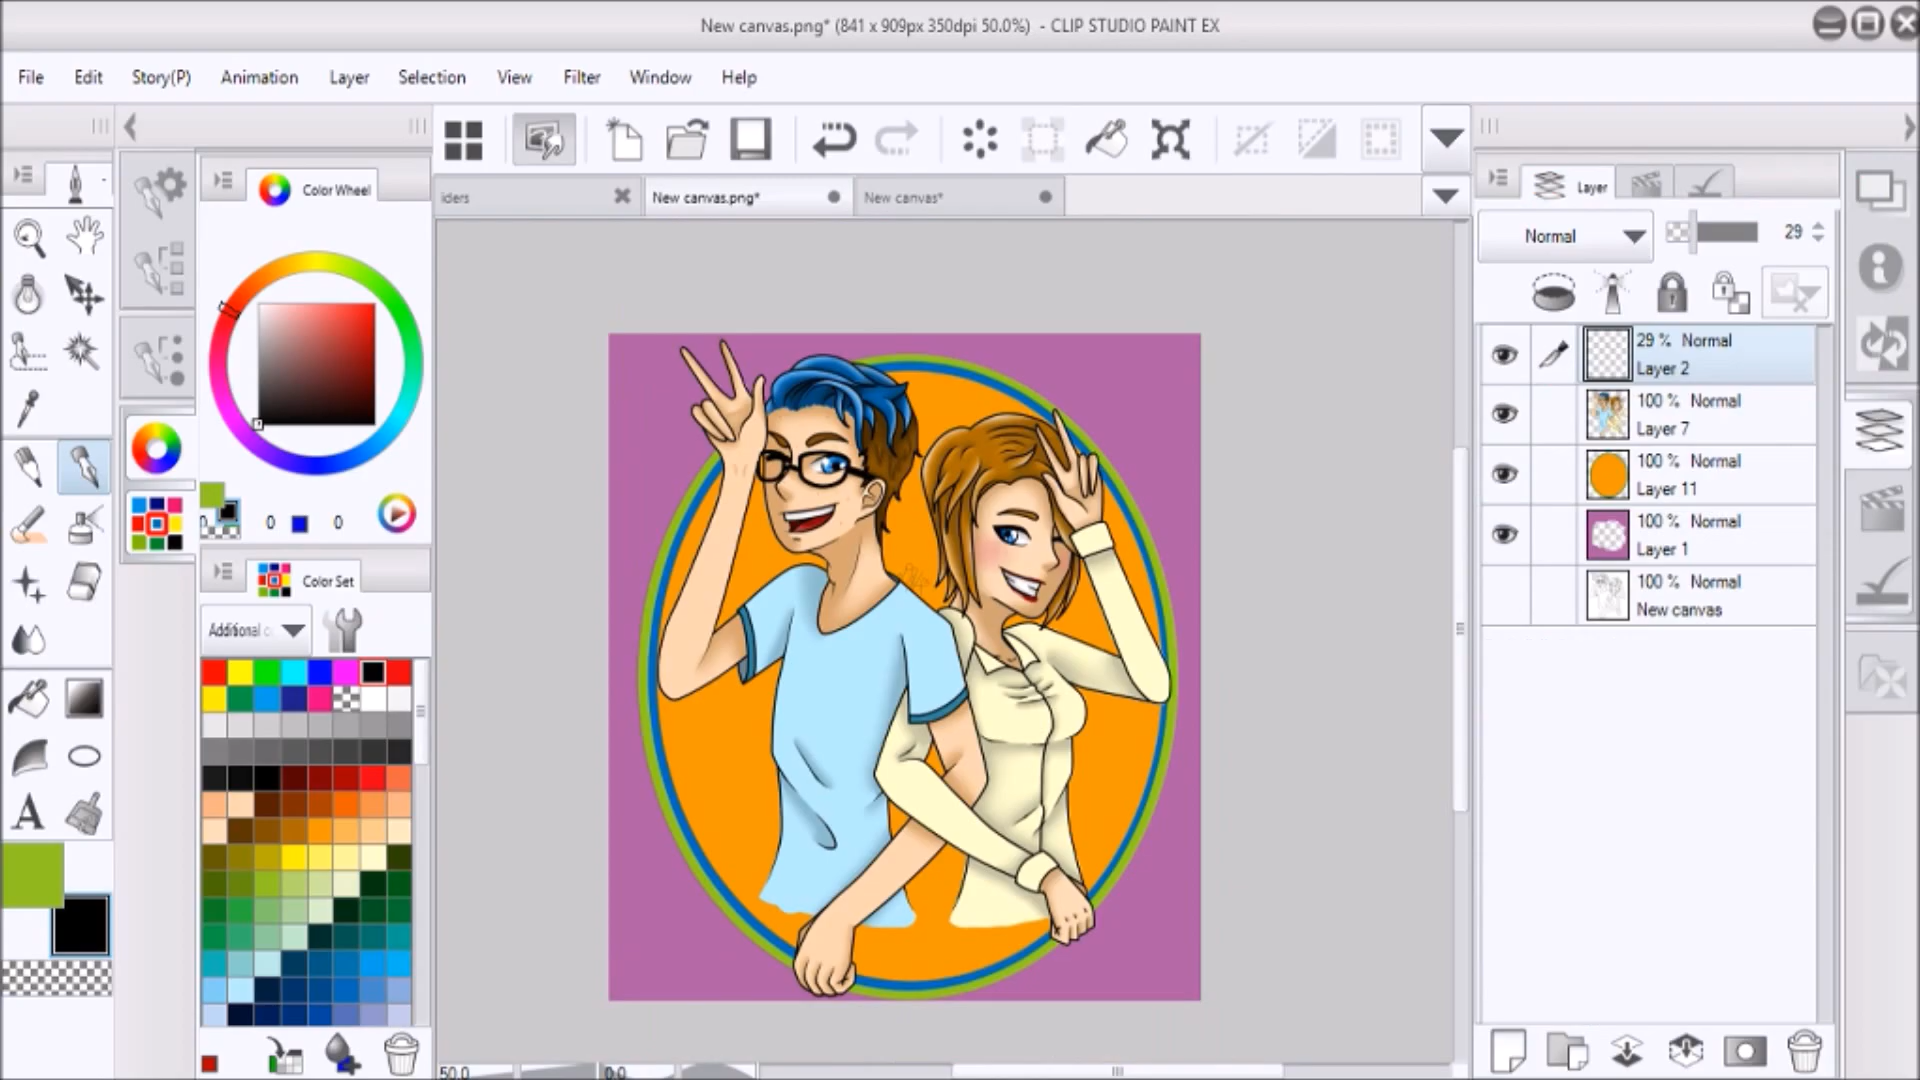 New canvas.png* (841 x 909px 350dpi 50.0%) - CLIP STUDIO PAINT EX
File Edit Story(P) Animation Layer Selection View Filter Window Help
Color Wheel
iders New canvas.png* New canvas*
Layer
Normal 29
29 % Normal
Layer 2
100 % Normal
Layer 7
100 % Normal
Layer 11
100 % Normal
Layer 1
100 % Normal
New canvas
0 0 0
Color Set
Additional c
A
50.0 0.0